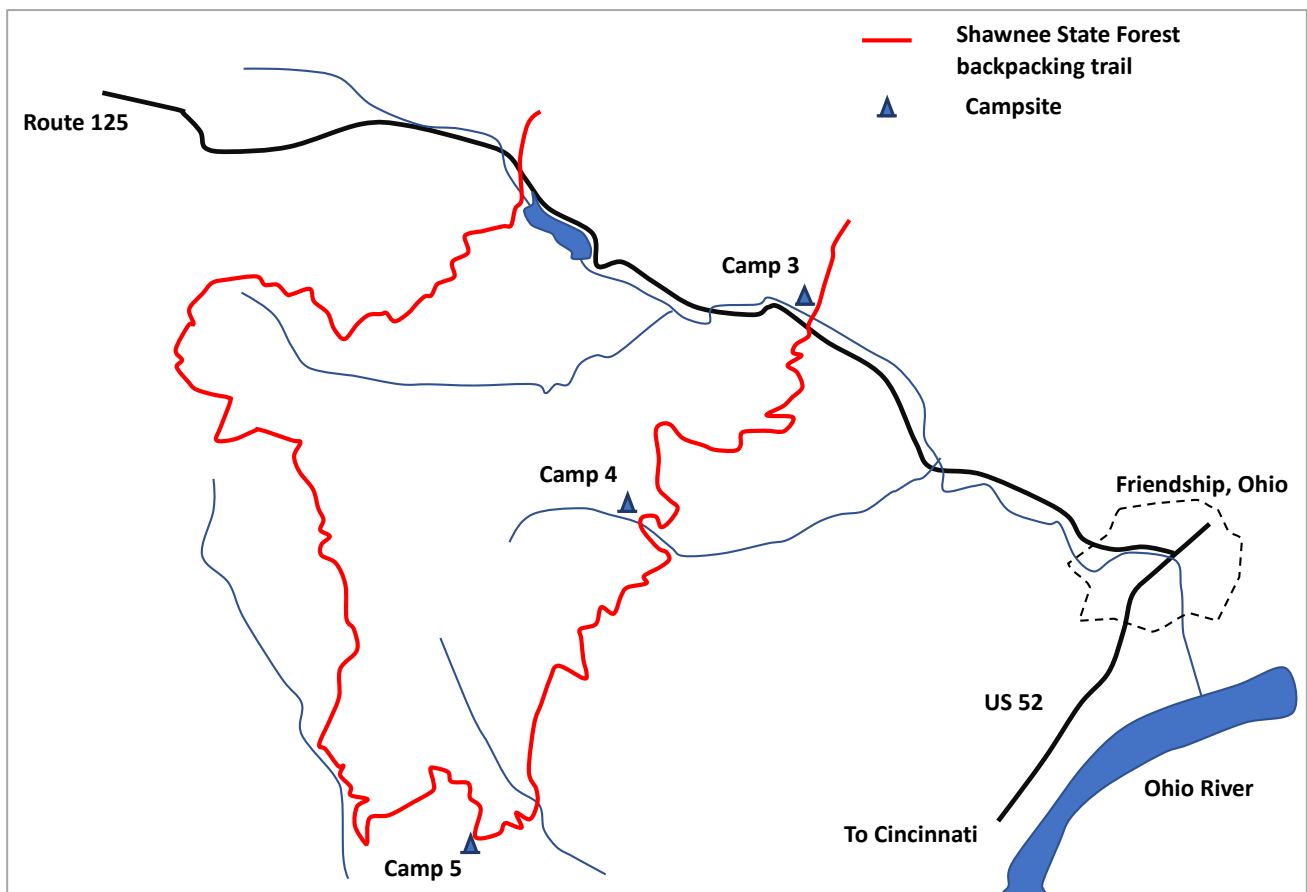 Shawnee State Forest
backpacking trail
Campsite
Route 125
Camp 3
Camp 4
Friendship, Ohio
US 52
Ohio River
To Cincinnati
Camp 5